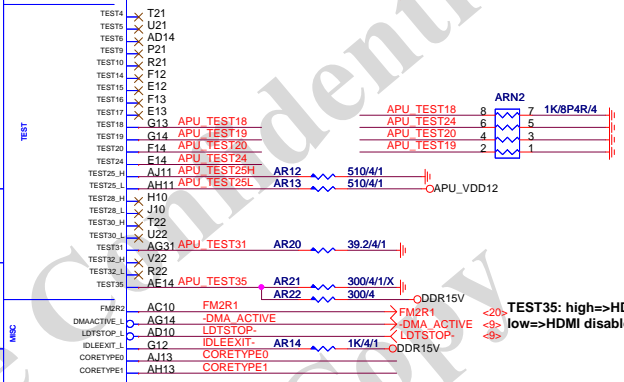 TEST4 T21
TEST5 U21
TEST6 AD14
TEST9 P21
TEST10 R21
TEST14 F12
TEST15 E12
TEST16 F13
TEST17 E13
TEST18 G13 APU_TEST18
TEST19 G14 APU_TEST19
TEST20 F14 APU_TEST20
TEST24 E14 APU_TEST24
TEST25_H AJ11 APU_TEST25H AR12 510/4/1
TEST25_L AH11 APU_TEST25L AR13 510/4/1 APU_VDD12
TEST28_H H10
TEST28_L J10
TEST30_H T22
TEST30_L U22
TEST31 AG31 APU_TEST31 AR20 39.2/4/1
TEST32_H V22
TEST32_L R22
TEST35 AE14 APU_TEST35 AR21 300/4/1/X
AR22 300/4 DDR15V
TEST
ARN2
APU_TEST18 8 7 1K/8P4R/4
APU_TEST24 6 5
APU_TEST20 4 3
APU_TEST19 2 1
FM2R2 AC10 FM2R1 FM2R1 <20>
DMAACTIVE_L AG14 -DMA_ACTIVE -DMA_ACTIVE <9>
LDTSTOP_L AD10 LDTSTOP- LDTSTOP- <9>
IDLEEXIT_L G12 IDLEEXIT- AR14 1K/4/1 DDR15V
CORETYPE0 AJ13 CORETYPE0
CORETYPE1 AH13 CORETYPE1
MISC
TEST35: high=>HD
low=>HDMI disabl
Confidenti
Copy